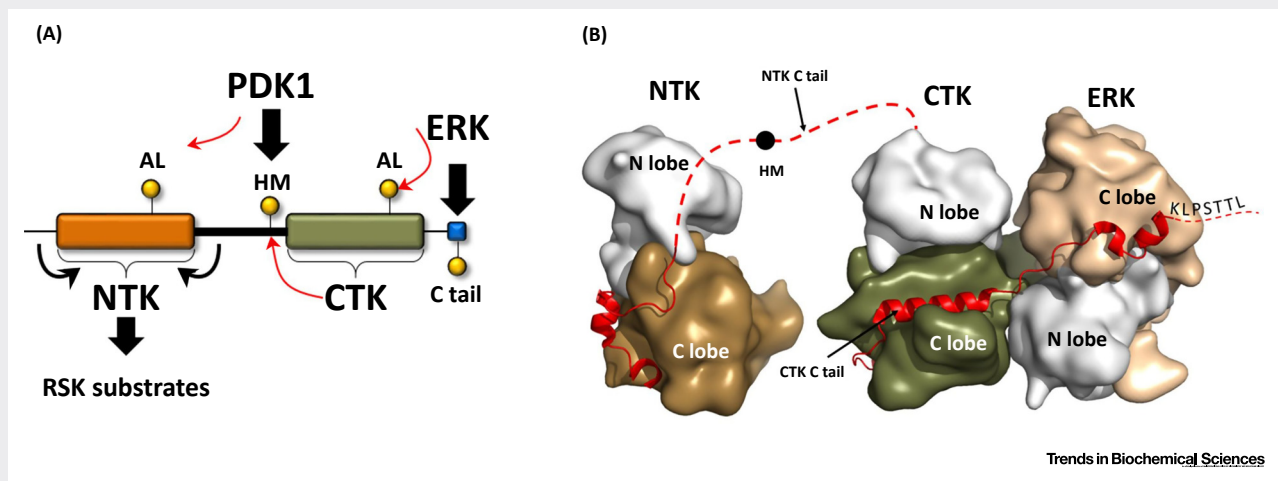 (A)
PDK1
ERK
AL
HM
AL
NTK
CTK
C tail
RSK substrates
(B)
NTK C tail
NTK
CTK
ERK
HM
N lobe
C lobe
N lobe
C lobe
CTK C tail
C lobe
KLPSTTL
N lobe
Trends in Biochemical Sciences